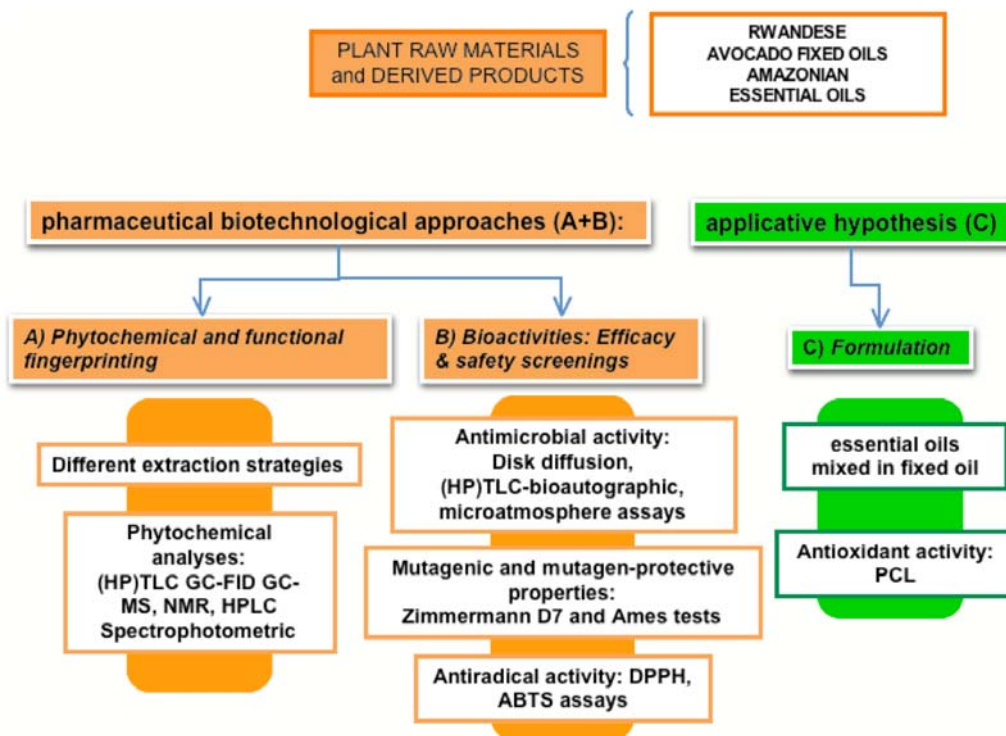 PLANT RAW MATERIALS
and DERIVED PRODUCTS
RWANDESE
AVOCADO FIXED OILS
AMAZONIAN
ESSENTIAL OILS
pharmaceutical biotechnological approaches (A+B):
applicative hypothesis (C)
A) Phytochemical and functional
fingerprinting
B) Bioactivities: Efficacy
& safety screenings
C) Formulation
Different extraction strategies
Phytochemical
analyses:
(HP)TLC GC-FID GC-
MS, NMR, HPLC
Spectrophotometric
Antimicrobial activity:
Disk diffusion,
(HP)TLC-bioautographic,
microatmosphere assays
Mutagenic and mutagen-protective
properties:
Zimmermann D7 and Ames tests
Antiradical activity: DPPH,
ABTS assays
essential oils
mixed in fixed oil
Antioxidant activity:
PCL